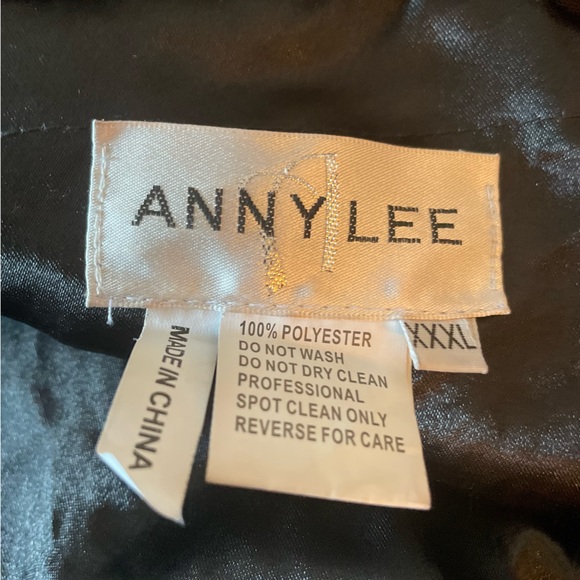 ANNY LEE
MADE IN CHINA
100% POLYESTER
DO NOT WASH
DO NOT DRY CLEAN
PROFESSIONAL
SPOT CLEAN ONLY
REVERSE FOR CARE
XXXL